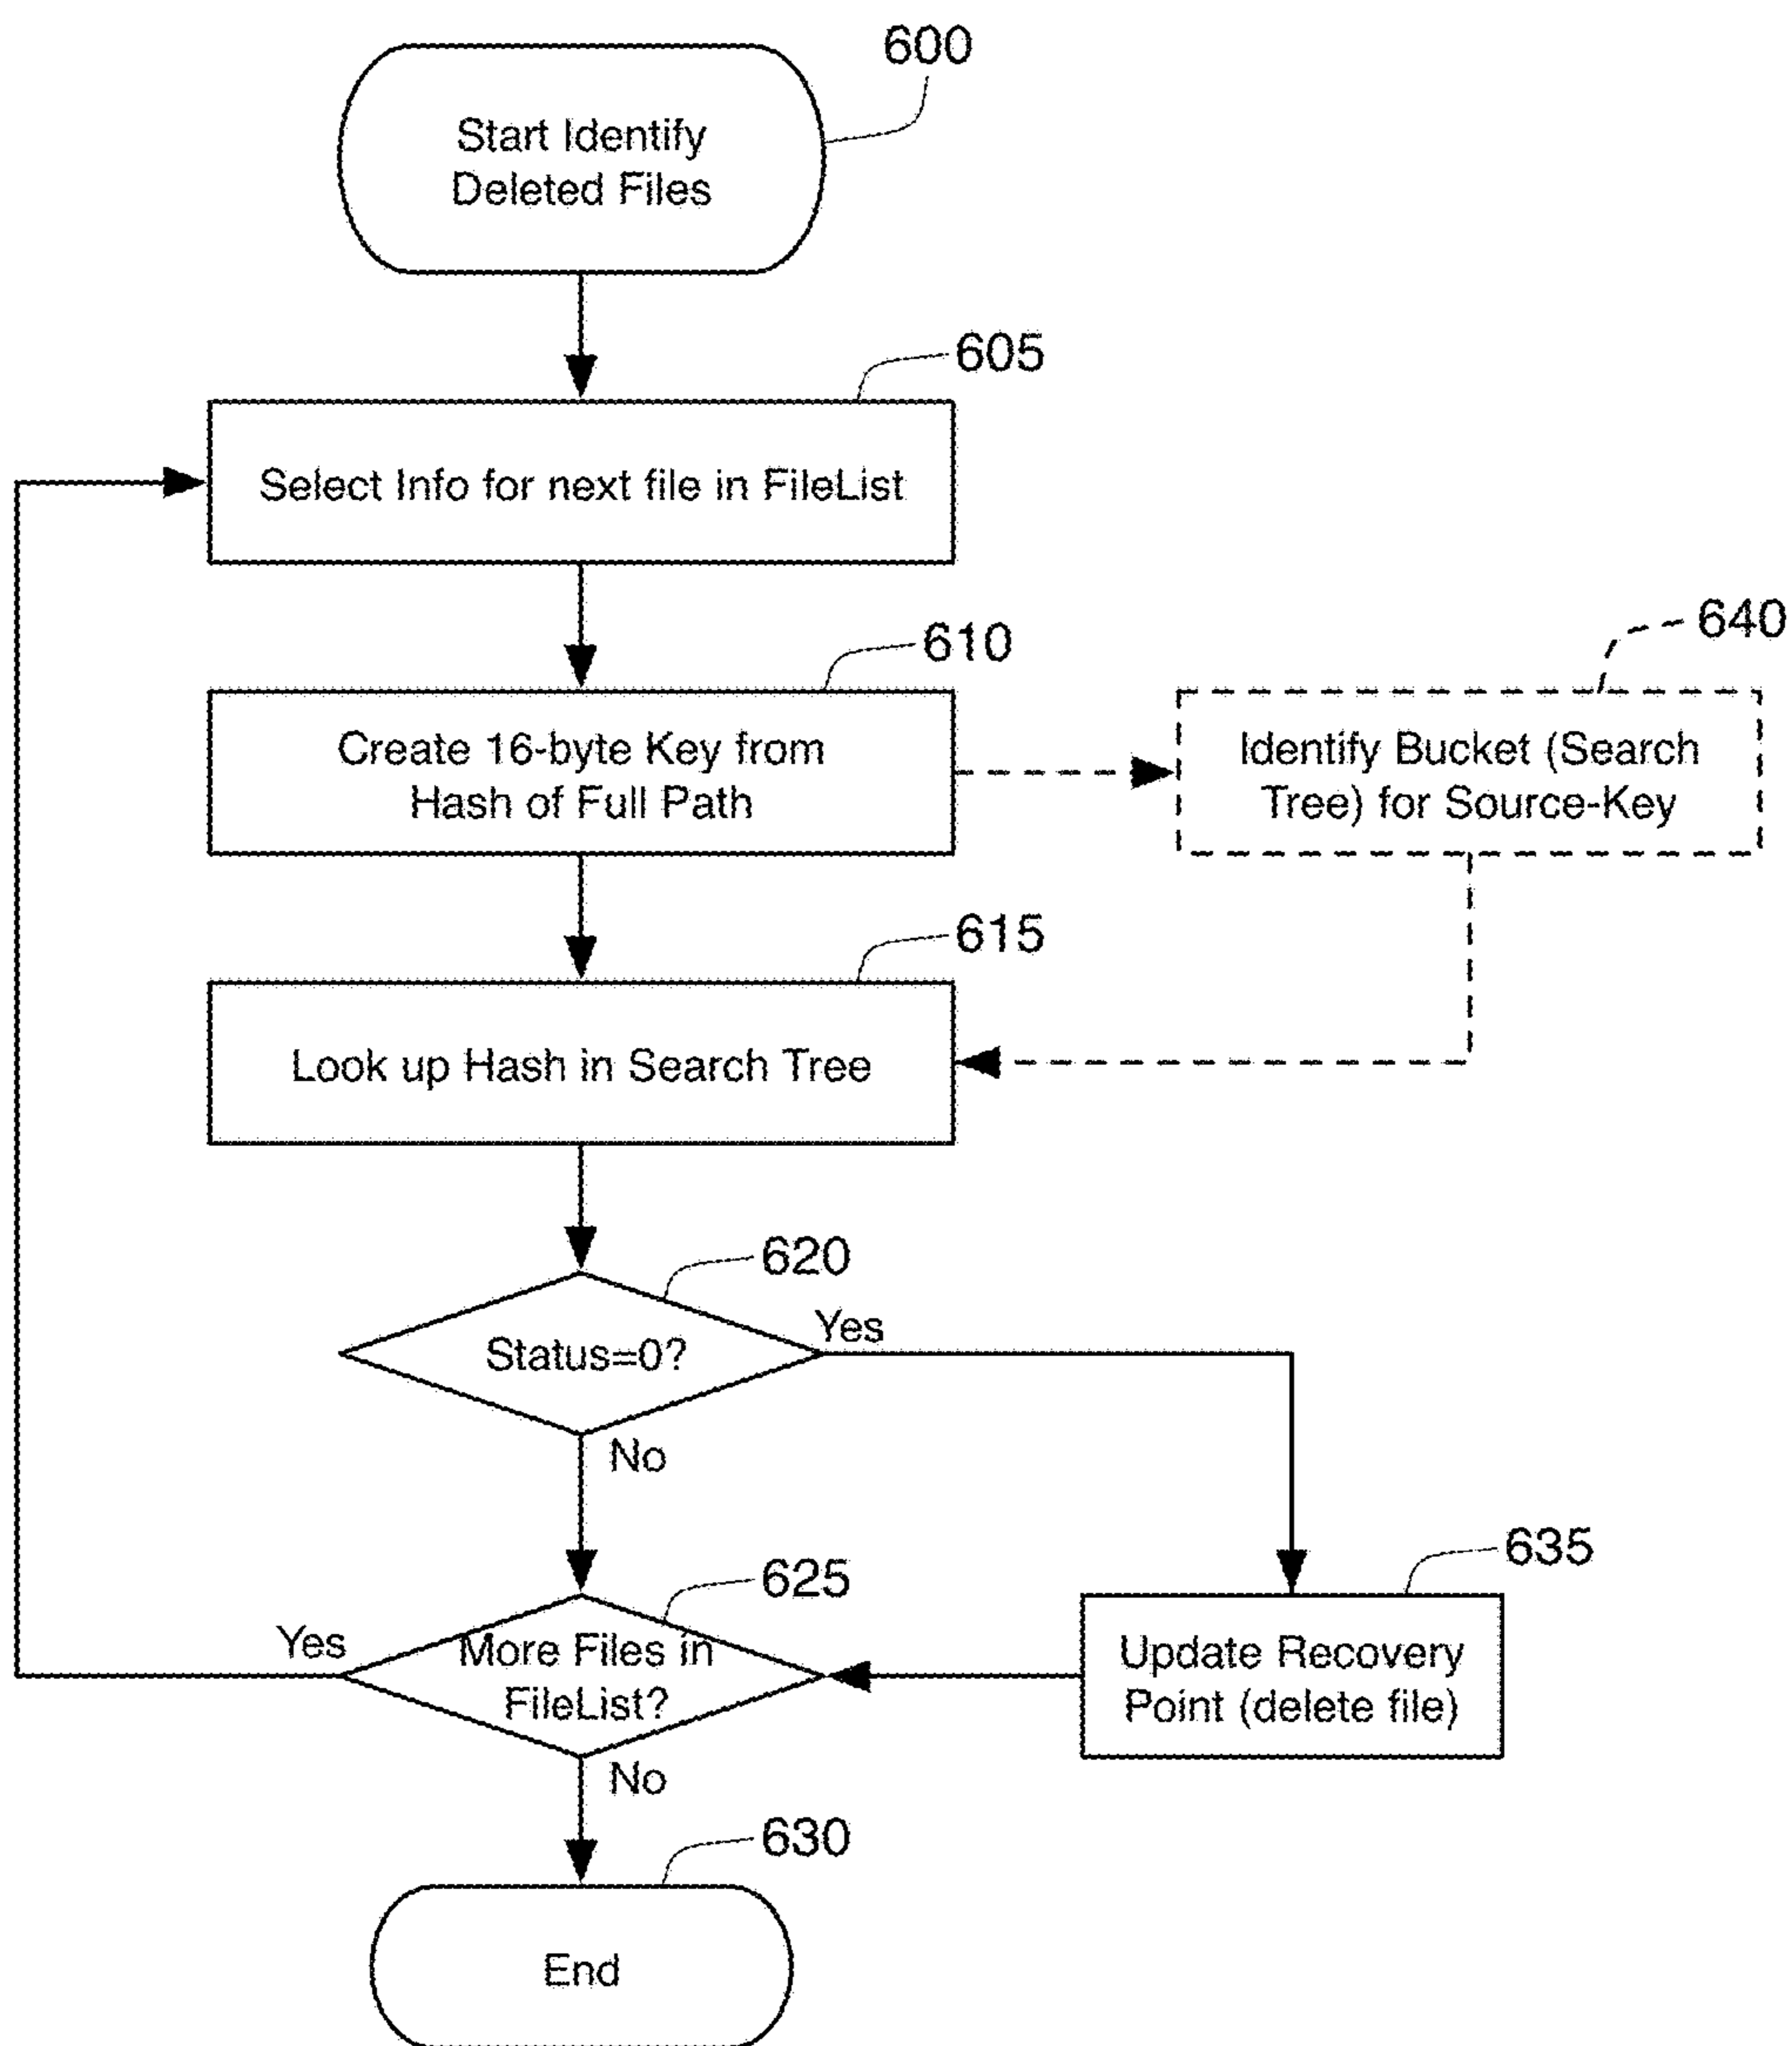 600
Start Identify
Deleted Files
605
Select Info for next file in FileList
610
Create 16-byte Key from
Hash of Full Path
640
Identify Bucket (Search
Tree) for Source-Key
615
Look up Hash in Search Tree
620
Status=0?
Yes
No
625
Yes
More Files in
FileList?
No
635
Update Recovery
Point (delete file)
630
End